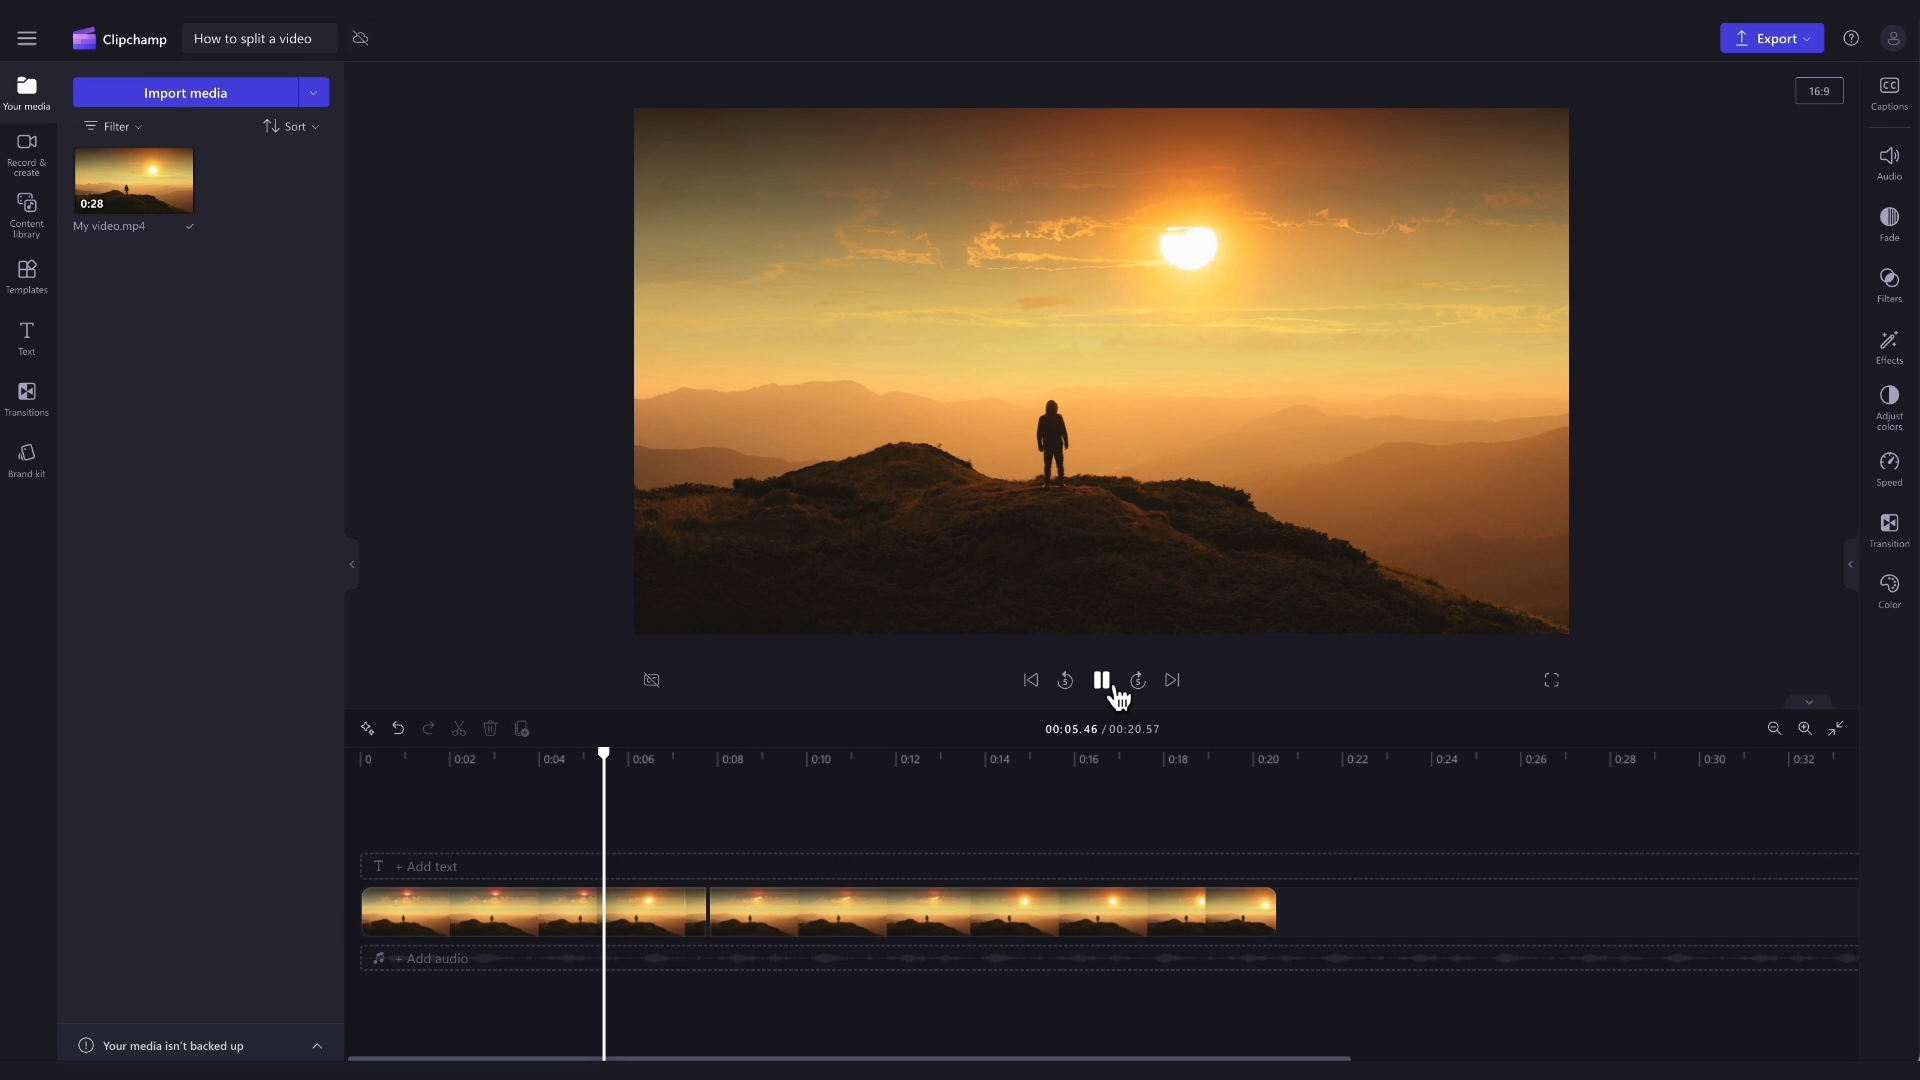 Clipchamp
How to split a video
Export
Your media
Record &
create
Content
library
Templates
Text
Transitions
Brand kit
Import media
Filter
Sort
0:28
My video.mp4
Your media isn't backed up
16:9
5
5
00:05.46 / 00:20.57
0
0:02
0:04
0:06
0:08
0:10
0:12
0:14
0:16
0:18
0:20
0:22
0:24
0:26
0:28
0:30
0:32
T + Add text
+ Add audio
CC
Captions
Audio
Fade
Filters
Effects
Adjust
colors
Speed
Transition
Color